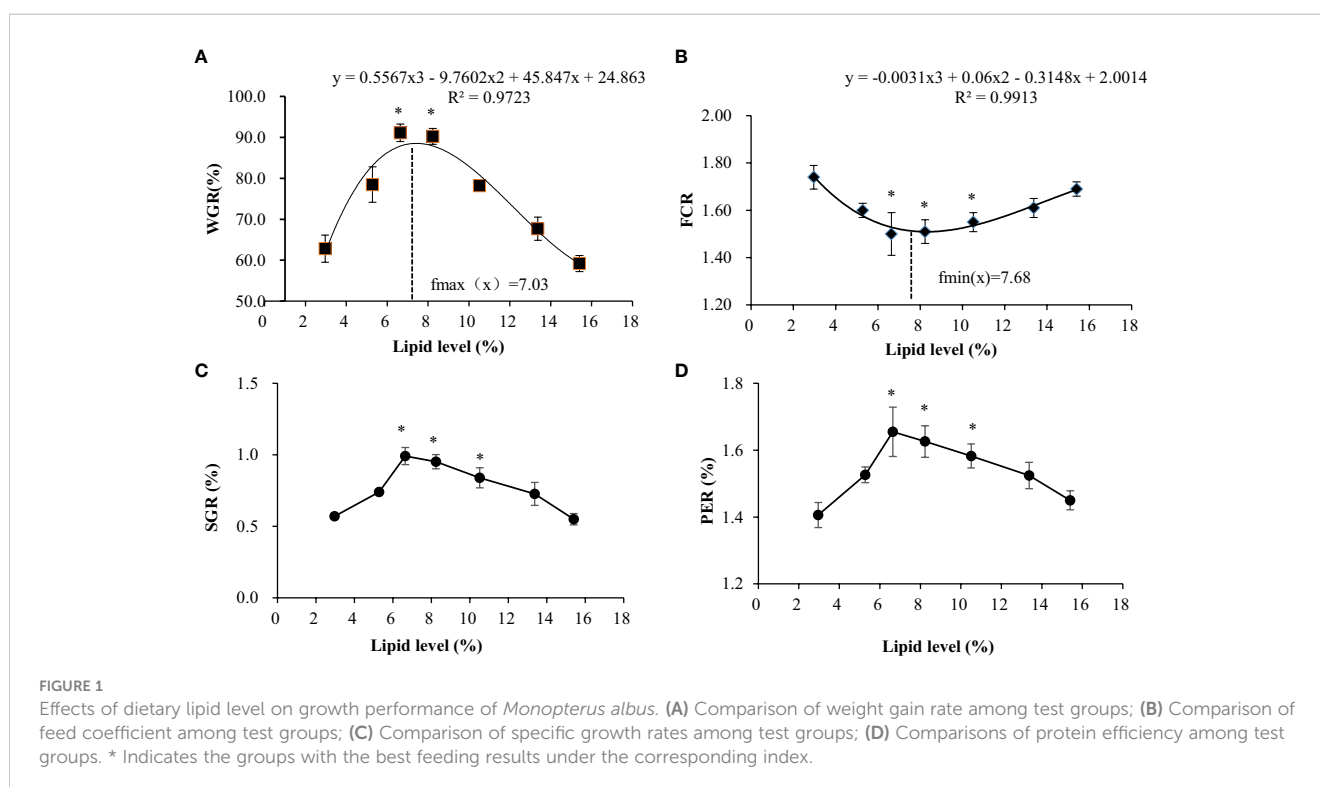 A
y = 0.5567x3 - 9.7602x2 + 45.847x + 24.863
R² = 0.9723
100.0
90.0
80.0
70.0
60.0
50.0
WGR(%)
* *
fmax（x）=7.03
0 2 4 6 8 10 12 14 16 18
Lipid level (%)
B
y = -0.0031x3 + 0.06x2 - 0.3148x + 2.0014
R² = 0.9913
2.00
1.80
1.60
1.40
1.20
FCR
* * *
fmin(x)=7.68
0 2 4 6 8 10 12 14 16 18
Lipid level (%)
C
1.5
1.0
0.5
0.0
SGR (%)
* * *
0 2 4 6 8 10 12 14 16 18
Lipid level (%)
D
1.8
1.6
1.4
1.2
PER (%)
* * *
0 2 4 6 8 10 12 14 16 18
Lipid level (%)
FIGURE 1
Effects of dietary lipid level on growth performance of Monopterus albus. (A) Comparison of weight gain rate among test groups; (B) Comparison of
feed coefficient among test groups; (C) Comparison of specific growth rates among test groups; (D) Comparisons of protein efficiency among test
groups. * Indicates the groups with the best feeding results under the corresponding index.